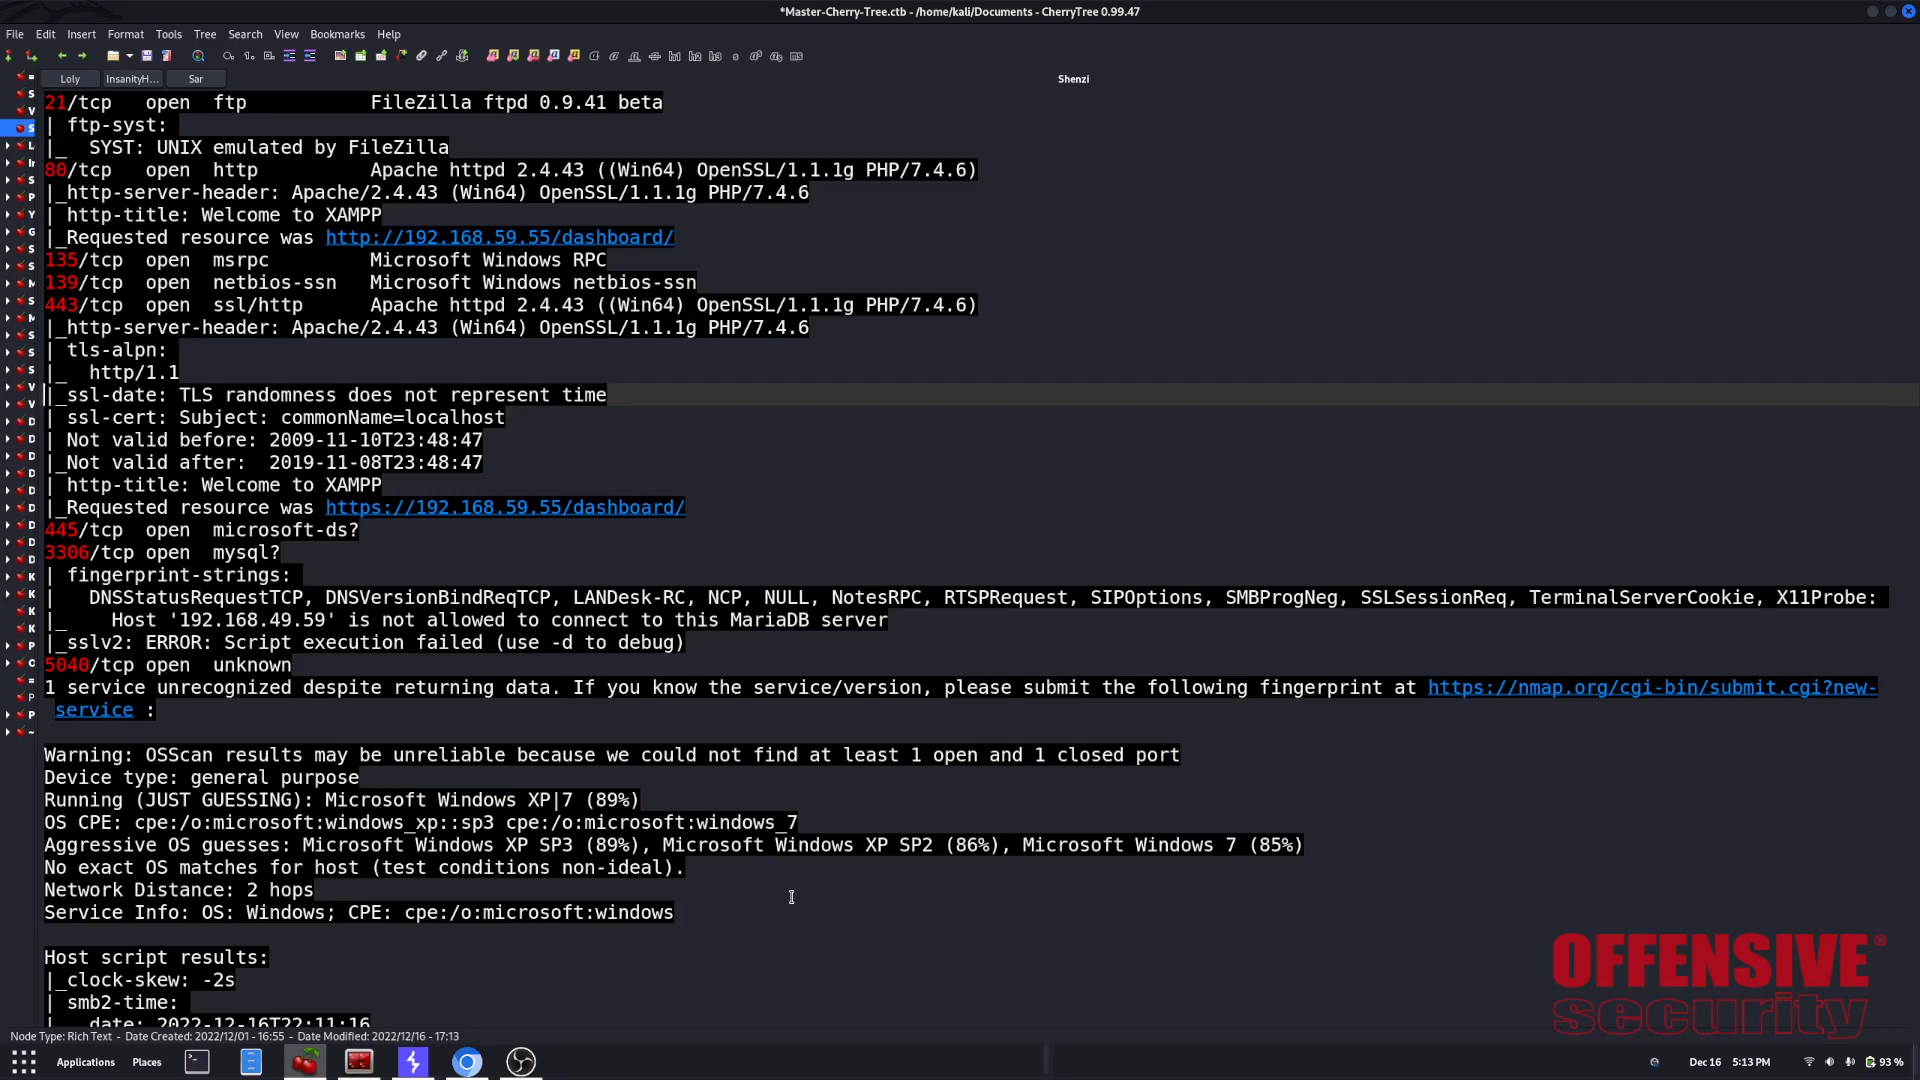 *Master-Cherry-Tree.ctb - /home/kali/Documents - CherryTree 0.99.47
File Edit Insert Format Tools Tree Search View Bookmarks Help
Loly InsanityH... Sar Shenzi
21/tcp open ftp FileZilla ftpd 0.9.41 beta
| ftp-syst:
|_ SYST: UNIX emulated by FileZilla
80/tcp open http Apache httpd 2.4.43 ((Win64) OpenSSL/1.1.1g PHP/7.4.6)
|_http-server-header: Apache/2.4.43 (Win64) OpenSSL/1.1.1g PHP/7.4.6
| http-title: Welcome to XAMPP
|_Requested resource was http://192.168.59.55/dashboard/
135/tcp open msrpc Microsoft Windows RPC
139/tcp open netbios-ssn Microsoft Windows netbios-ssn
443/tcp open ssl/http Apache httpd 2.4.43 ((Win64) OpenSSL/1.1.1g PHP/7.4.6)
|_http-server-header: Apache/2.4.43 (Win64) OpenSSL/1.1.1g PHP/7.4.6
| tls-alpn:
|_ http/1.1
|_ssl-date: TLS randomness does not represent time
| ssl-cert: Subject: commonName=localhost
| Not valid before: 2009-11-10T23:48:47
|_Not valid after: 2019-11-08T23:48:47
| http-title: Welcome to XAMPP
|_Requested resource was https://192.168.59.55/dashboard/
445/tcp open microsoft-ds?
3306/tcp open mysql?
| fingerprint-strings:
| DNSStatusRequestTCP, DNSVersionBindReqTCP, LANDesk-RC, NCP, NULL, NotesRPC, RTSPRequest, SIPOptions, SMBProgNeg, SSLSessionReq, TerminalServerCookie, X11Probe:
|_ Host '192.168.49.59' is not allowed to connect to this MariaDB server
|_sslv2: ERROR: Script execution failed (use -d to debug)
5040/tcp open unknown
1 service unrecognized despite returning data. If you know the service/version, please submit the following fingerprint at https://nmap.org/cgi-bin/submit.cgi?new-
service :
Warning: OSScan results may be unreliable because we could not find at least 1 open and 1 closed port
Device type: general purpose
Running (JUST GUESSING): Microsoft Windows XP|7 (89%)
OS CPE: cpe:/o:microsoft:windows_xp::sp3 cpe:/o:microsoft:windows_7
Aggressive OS guesses: Microsoft Windows XP SP3 (89%), Microsoft Windows XP SP2 (86%), Microsoft Windows 7 (85%)
No exact OS matches for host (test conditions non-ideal).
Network Distance: 2 hops
Service Info: OS: Windows; CPE: cpe:/o:microsoft:windows
Host script results:
|_clock-skew: -2s
| smb2-time:
| date: 2022-12-16T22:11:16
OFFENSIVE®
security
Node Type: Rich Text - Date Created: 2022/12/01 - 16:55 - Date Modified: 2022/12/16 - 17:13
Applications Places Dec 16 5:13 PM 93 %